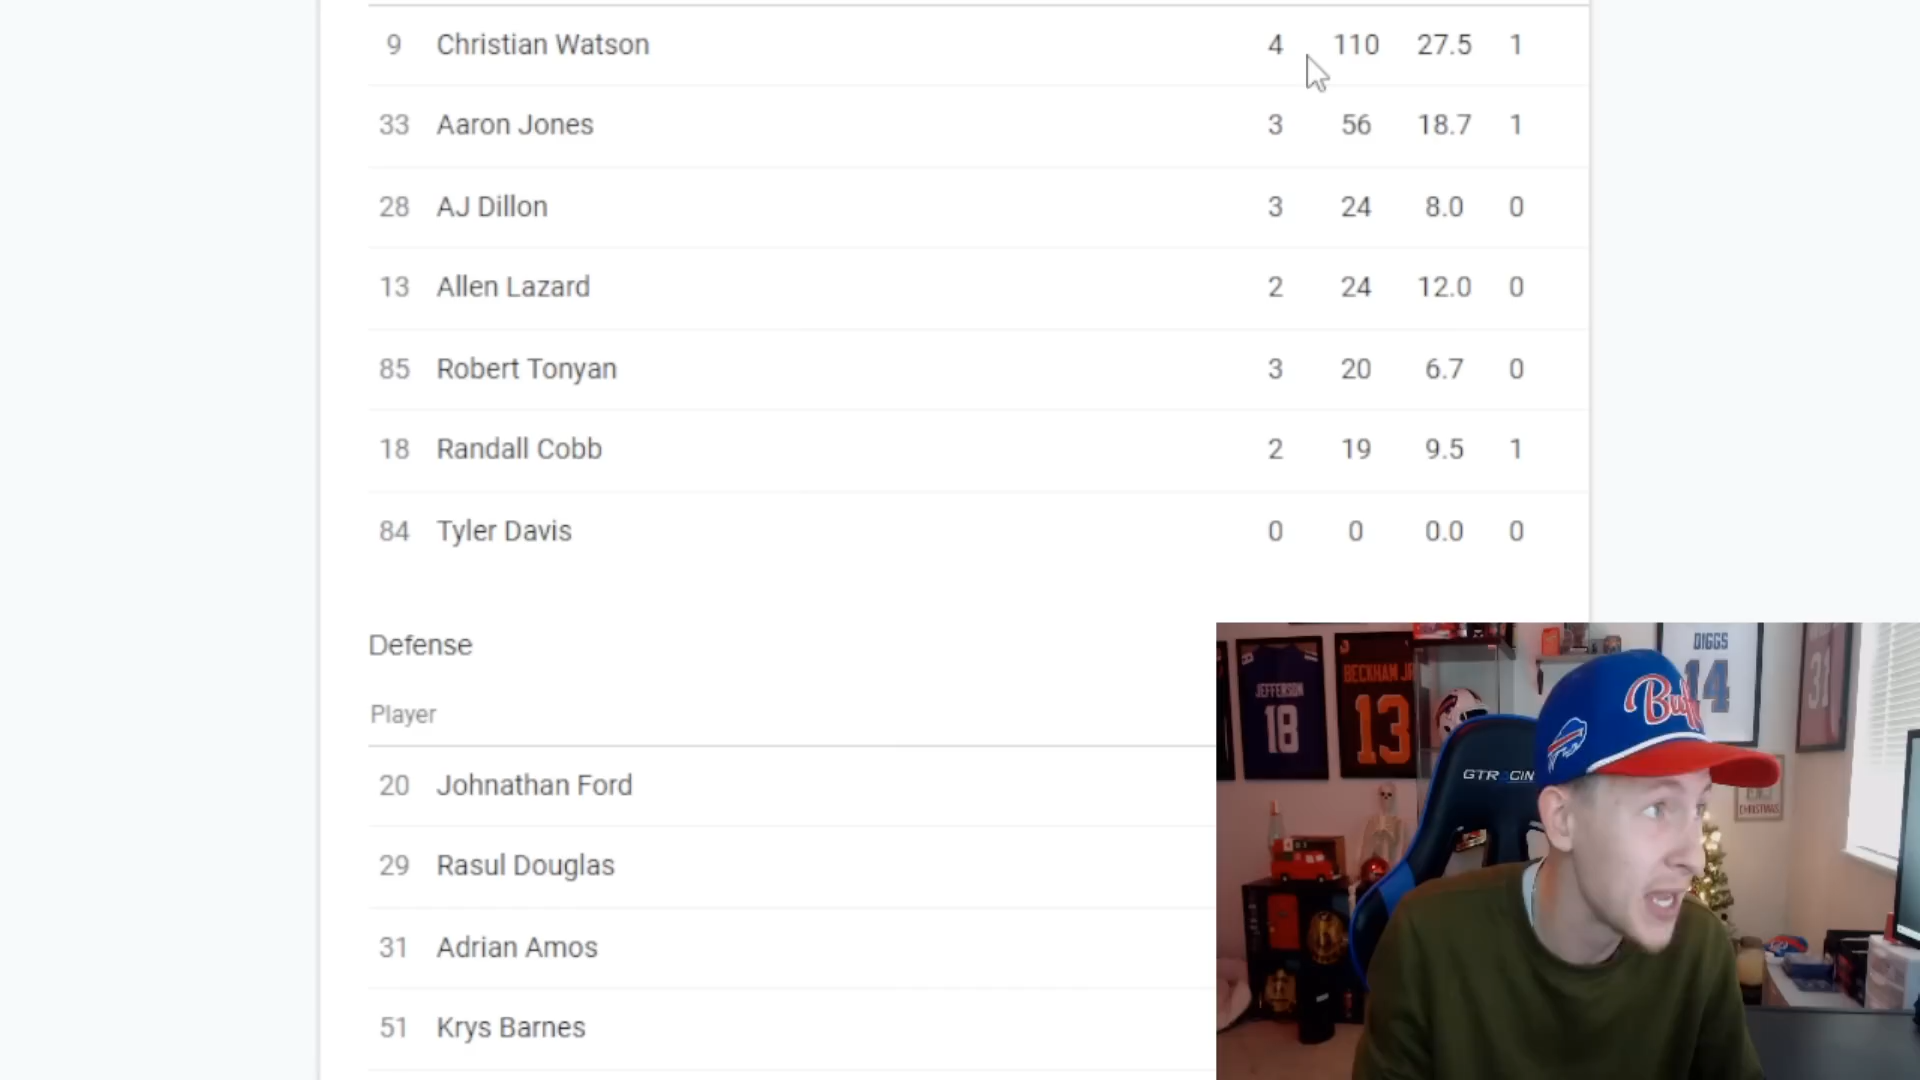 9 Christian Watson 4 110 27.5 1
33 Aaron Jones 3 56 18.7 1
28 AJ Dillon 3 24 8.0 0
13 Allen Lazard 2 24 12.0 0
85 Robert Tonyan 3 20 6.7 0
18 Randall Cobb 2 19 9.5 1
84 Tyler Davis 0 0 0.0 0
Defense
Player
20 Johnathan Ford
29 Rasul Douglas
31 Adrian Amos
51 Krys Barnes
JEFFERSON
18
BECKHAM JR
13
DIGGS
14
31
GTR CIN
CHRISTMAS